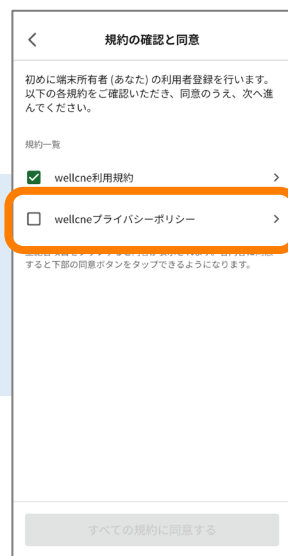 規約の確認と同意
初めに端末所有者 (あなた) の利用者登録を行います。
以下の各規約をご確認いただき、同意のうえ、次へ進
んでください。
規約一覧
wellcne利用規約
wellcneプライバシーポリシー
すると下部の同意ボタンをタップできるようになります。
すべての規約に同意する